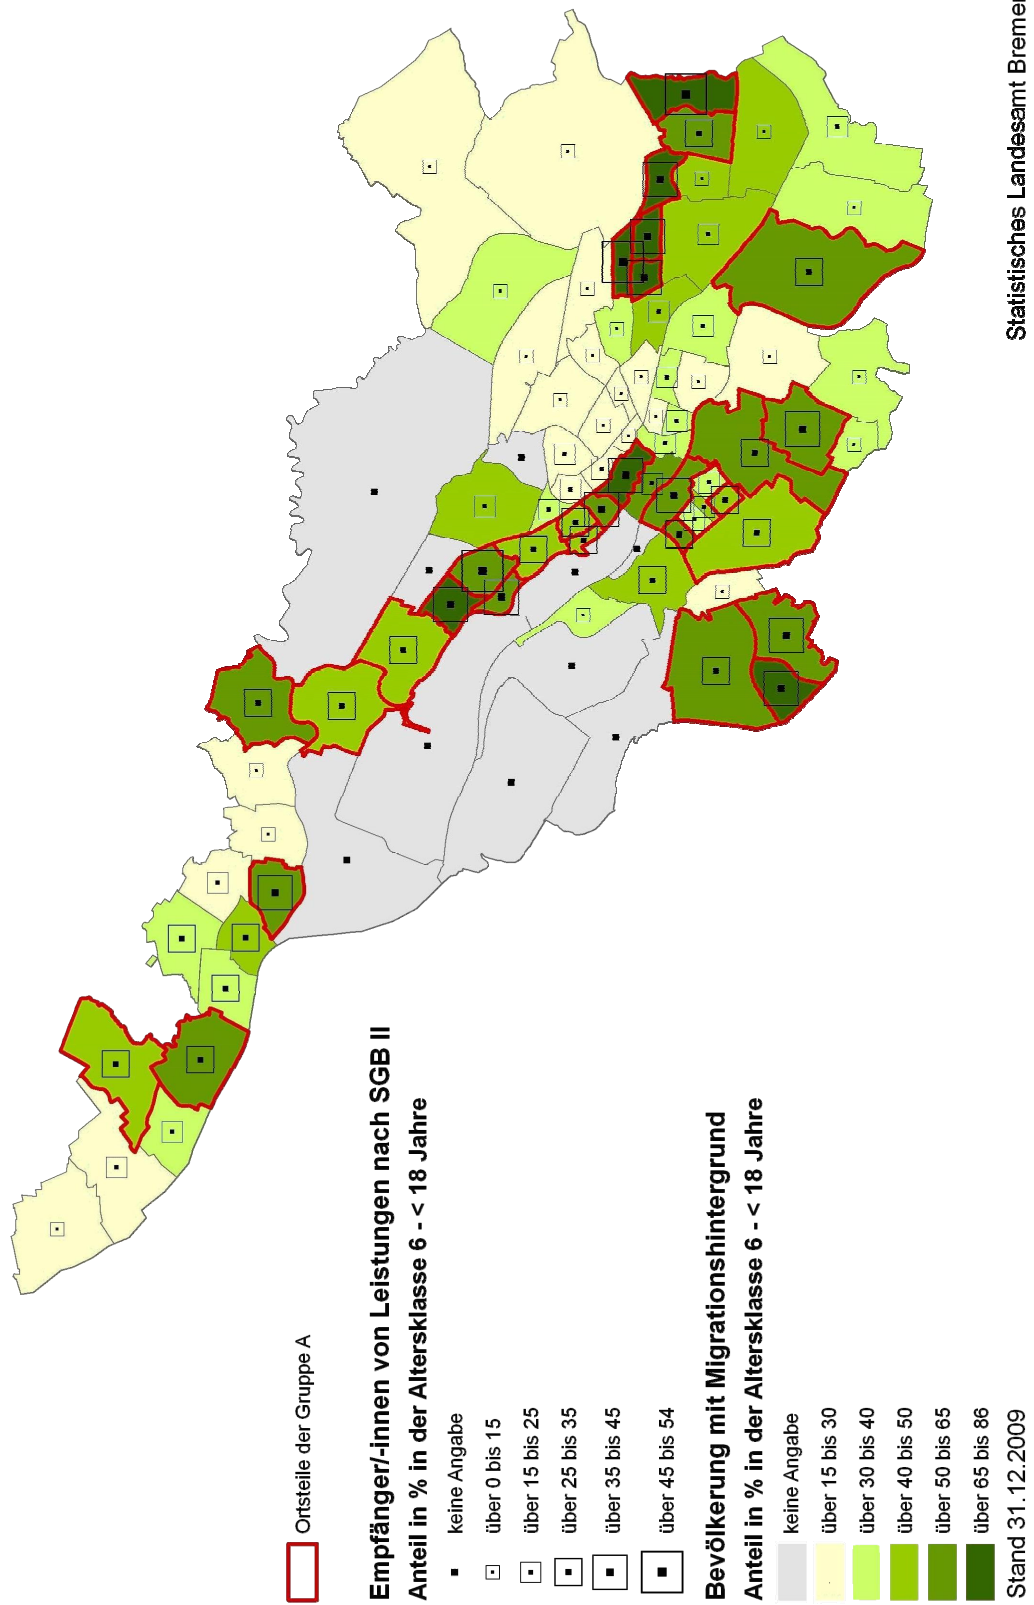 Ortsteile der Gruppe A
Empfänger/-innen von Leistungen nach SGB II
Anteil in % in der Altersklasse 6 - < 18 Jahre
keine Angabe
über 0 bis 15
über 15 bis 25
über 25 bis 35
über 35 bis 45
über 45 bis 54
Bevölkerung mit Migrationshintergrund
Anteil in % in der Altersklasse 6 - < 18 Jahre
keine Angabe
über 15 bis 30
über 30 bis 40
über 40 bis 50
über 50 bis 65
über 65 bis 86
Stand 31.12.2009
Statistisches Landesamt Bremen